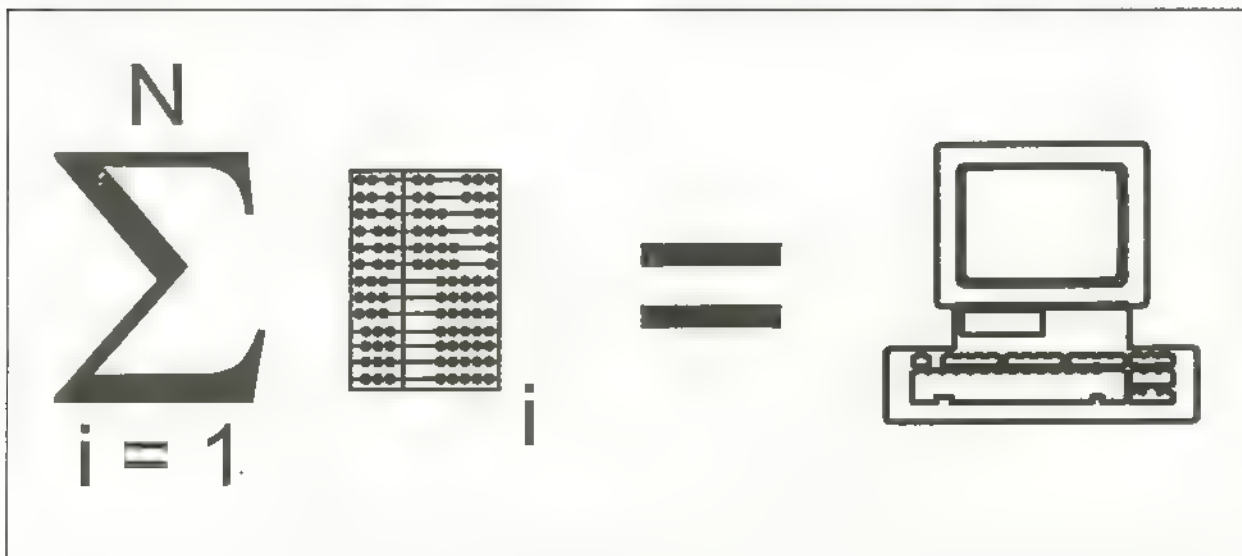 N
Σ i =
i = 1